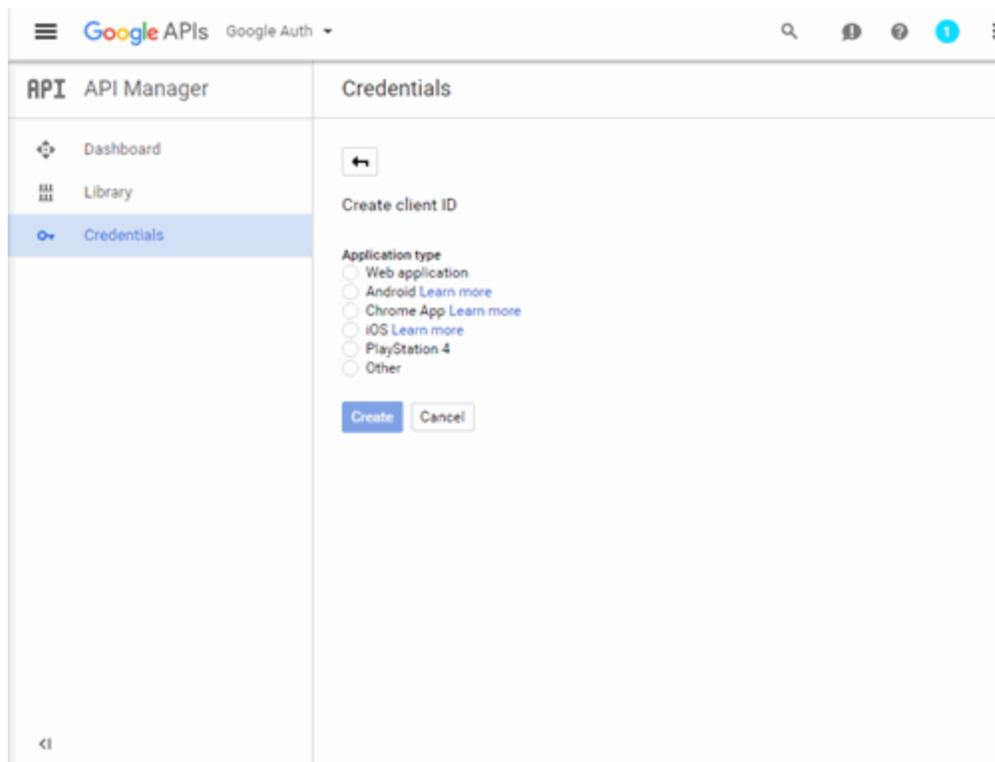 Google APIs Google Auth 1
API API Manager
Credentials
Dashboard
Library
Credentials
Create client ID
Application type
Web application
Android Learn more
Chrome App Learn more
iOS Learn more
PlayStation 4
Other
Create Cancel